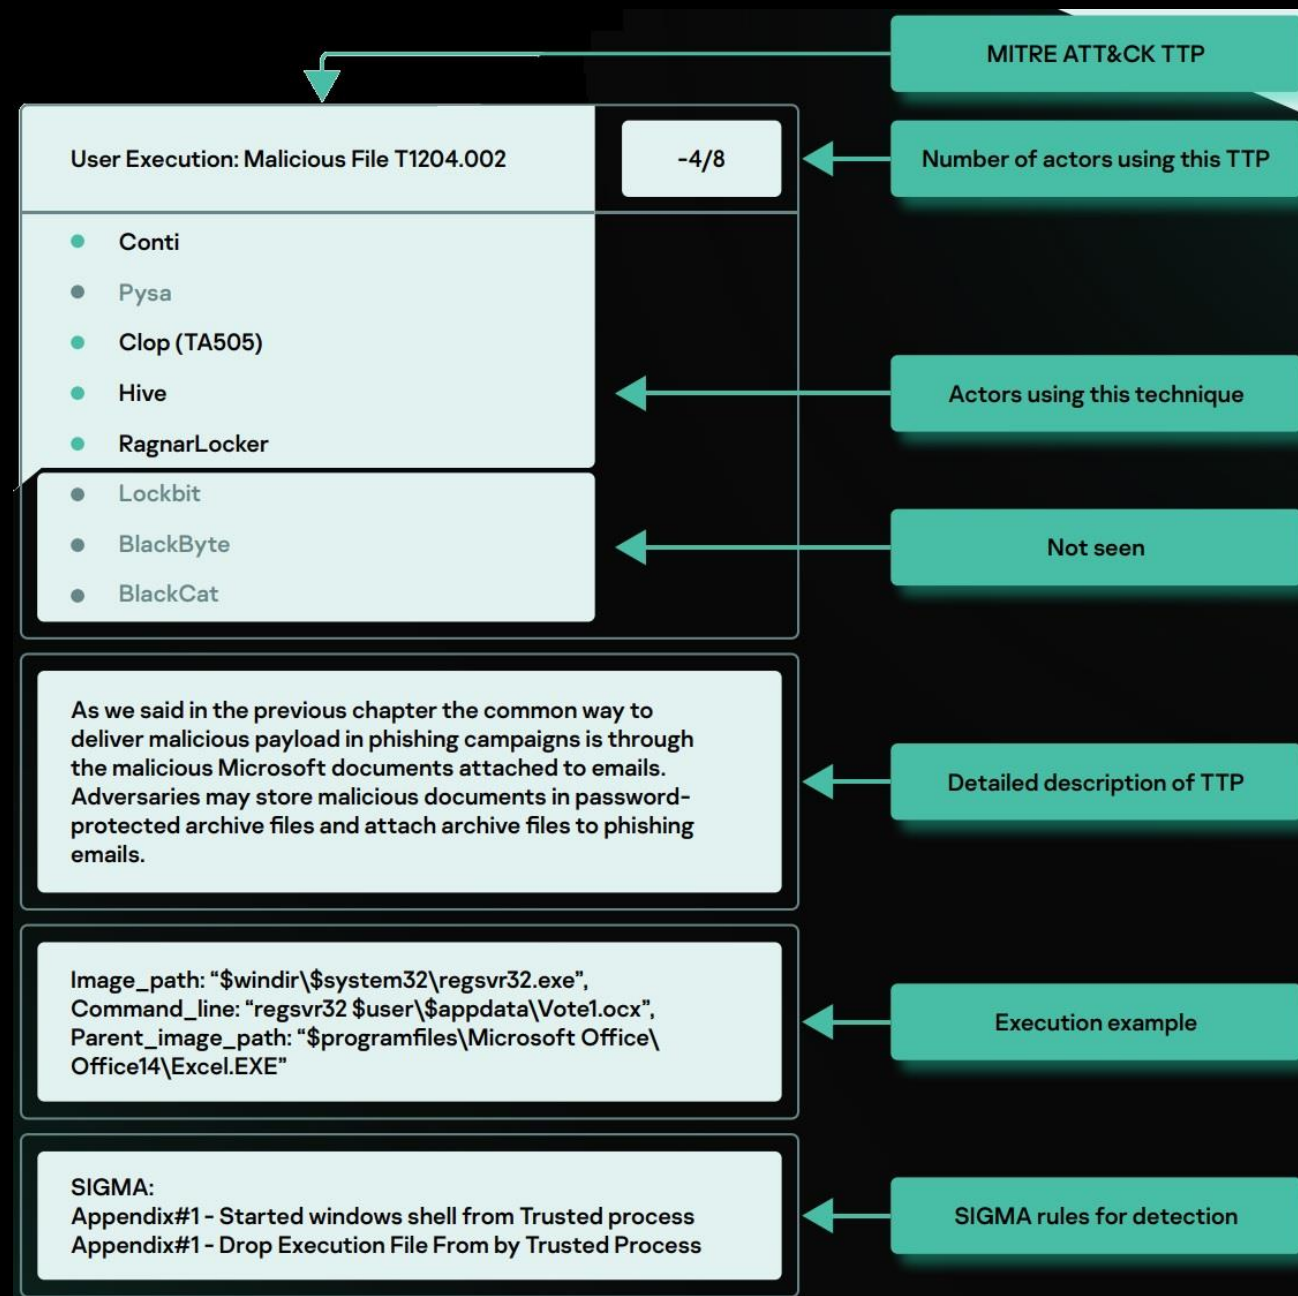 MITRE ATT&CK TTP
User Execution: Malicious File T1204.002
-4/8
Number of actors using this TTP
Conti
Pysa
Clop (TA505)
Hive
RagnarLocker
Actors using this technique
Lockbit
BlackByte
BlackCat
Not seen
As we said in the previous chapter the common way to
deliver malicious payload in phishing campaigns is through
the malicious Microsoft documents attached to emails.
Adversaries may store malicious documents in password-
protected archive files and attach archive files to phishing
emails.
Detailed description of TTP
Image_path: “$windir\$system32\regsvr32.exe”,
Command_line: “regsvr32 $user\$appdata\Vote1.ocx”,
Parent_image_path: “$programfiles\Microsoft Office\
Office14\Excel.EXE”
Execution example
SIGMA:
Appendix#1 - Started windows shell from Trusted process
Appendix#1 - Drop Execution File From by Trusted Process
SIGMA rules for detection